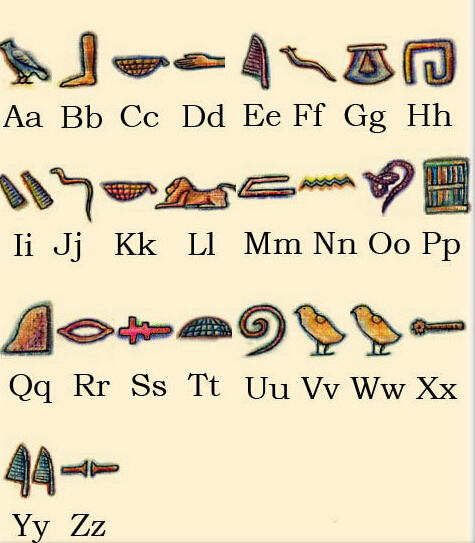 Aa Bb Cc Dd Ee Ff Gg Hh
Ii Jj Kk Ll Mm Nn Oo Pp
Qq Rr Ss Tt Uu Vv Ww Xx
Yy Zz